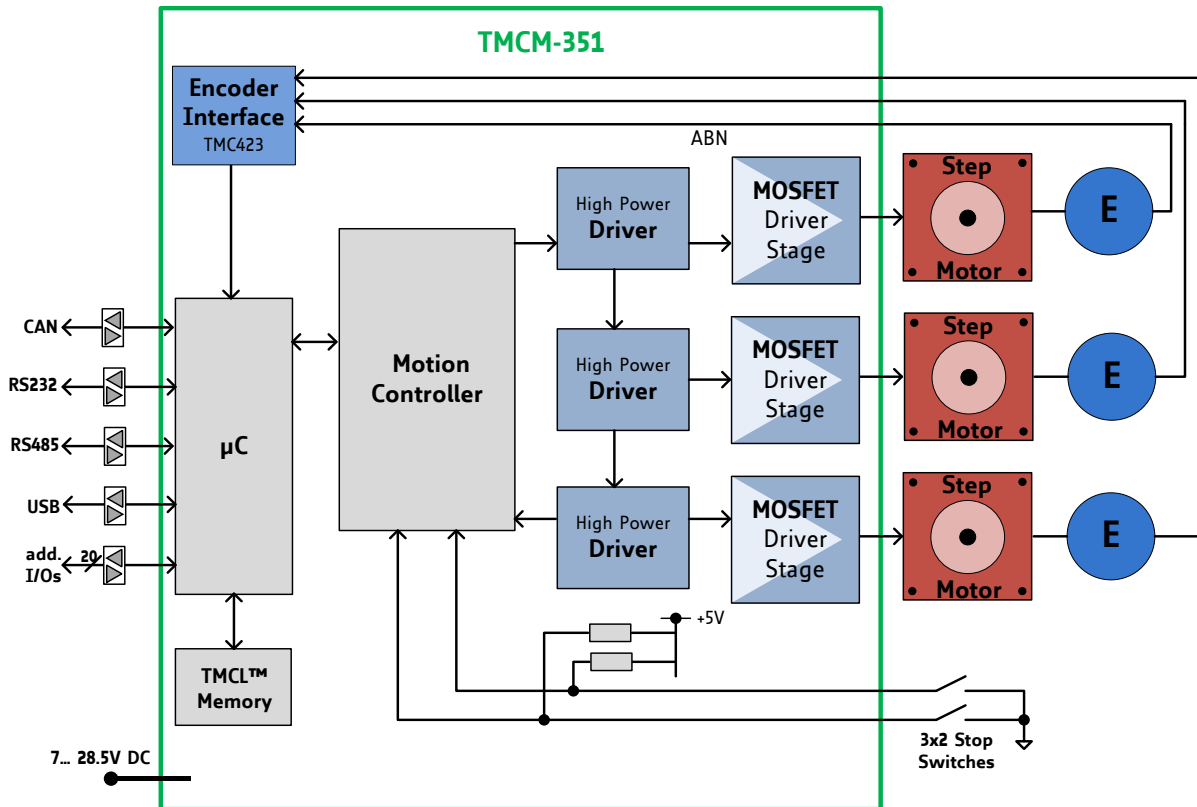 TMCM-351
Encoder
Interface
TMC423
ABN
High Power
Driver
MOSFET
Driver
Stage
Step
Motor
E
CAN
RS232
RS485
USB
add.
I/Os
20
µC
Motion
Controller
High Power
Driver
MOSFET
Driver
Stage
Step
Motor
E
High Power
Driver
MOSFET
Driver
Stage
Step
Motor
E
+5V
TMCL™
Memory
3x2 Stop
Switches
7... 28.5V DC